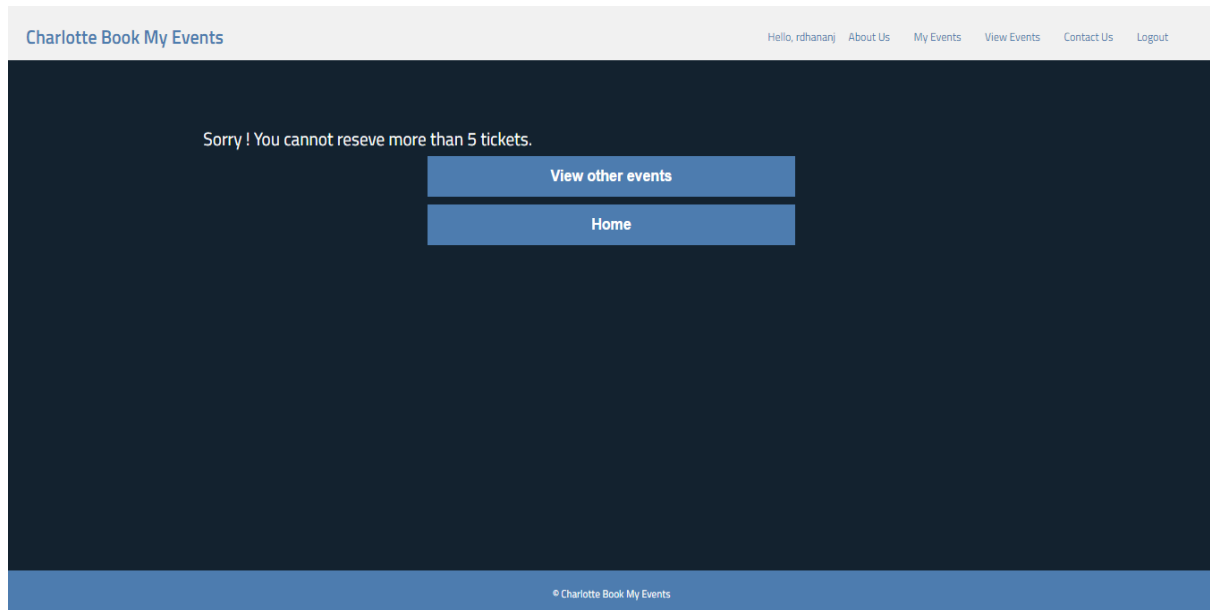 Charlotte Book My Events
Hello, rdhananj About Us My Events View Events Contact Us Logout
Sorry ! You cannot reseve more than 5 tickets.
View other events
Home
© Charlotte Book My Events